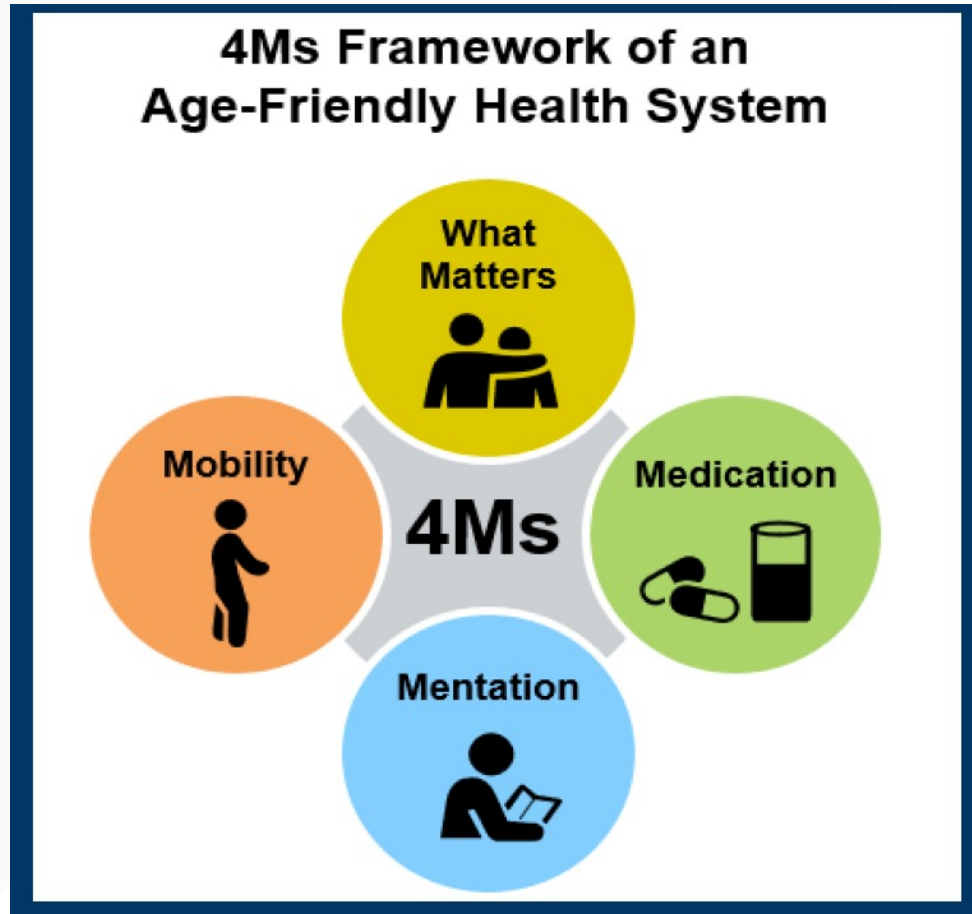 4Ms Framework of an
Age-Friendly Health System
What
Matters
Mobility
Medication
4Ms
Mentation